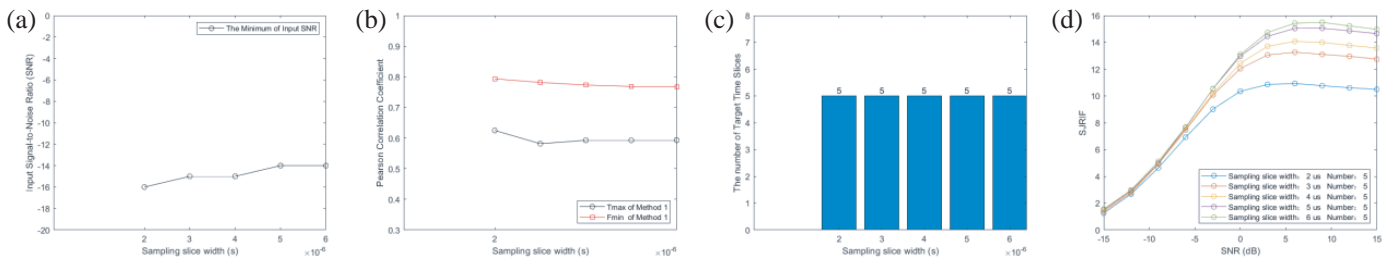 (a)
0
-2
-4
-6
-8
-10
-12
-14
-16
-18
-20
Input Signal-to-Noise Ratio (SNR)
The Minimum of Input SNR
2 3 4 5 6
Sampling slice width (s)
×10⁻⁶
(b)
1
0.9
0.8
0.7
0.6
0.5
0.4
0.3
Pearson Correlation Coefficient
Tmax of Method 1
Fmin of Method 1
2 3 4 5 6
Sampling slice width (s)
×10⁻⁶
(c)
8
7
6
5
4
3
2
1
0
The number of Target Time Slices
5 5 5 5 5
2 3 4 5 6
Sampling slice width (s)
×10⁻⁶
(d)
16
14
12
10
8
6
4
2
0
SJRIF
Sampling slice width: 2 us Number: 5
Sampling slice width: 3 us Number: 5
Sampling slice width: 4 us Number: 5
Sampling slice width: 5 us Number: 5
Sampling slice width: 6 us Number: 5
-15 -10 -5 0 5 10 15
SNR (dB)